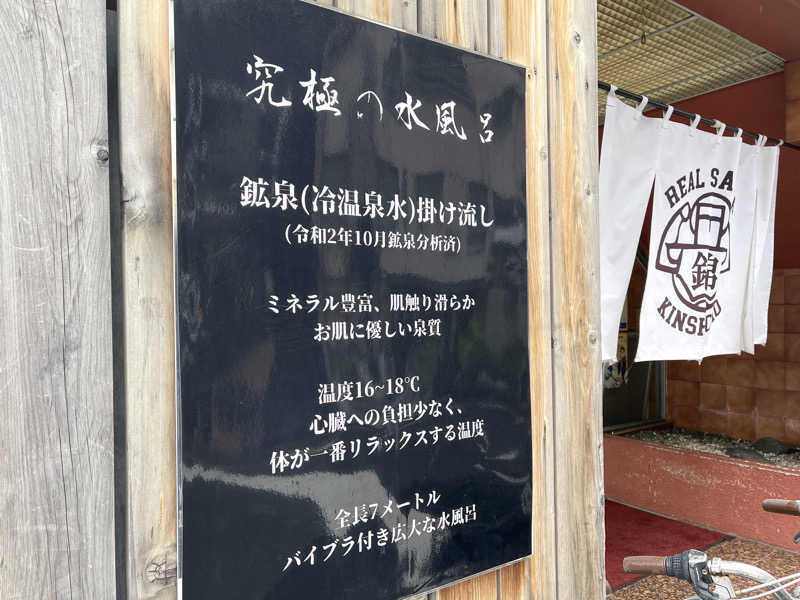 究極の水風呂
鉱泉(冷温泉水)掛け流し
(令和2年10月鉱泉分析済)
ミネラル豊富、肌触り滑らか
お肌に優しい泉質
温度16~18℃
心臓への負担少なく、
体が一番リラックスする温度
全長7メートル
バイブラ付き広大な水風呂
REAL SA
錦
KINSH